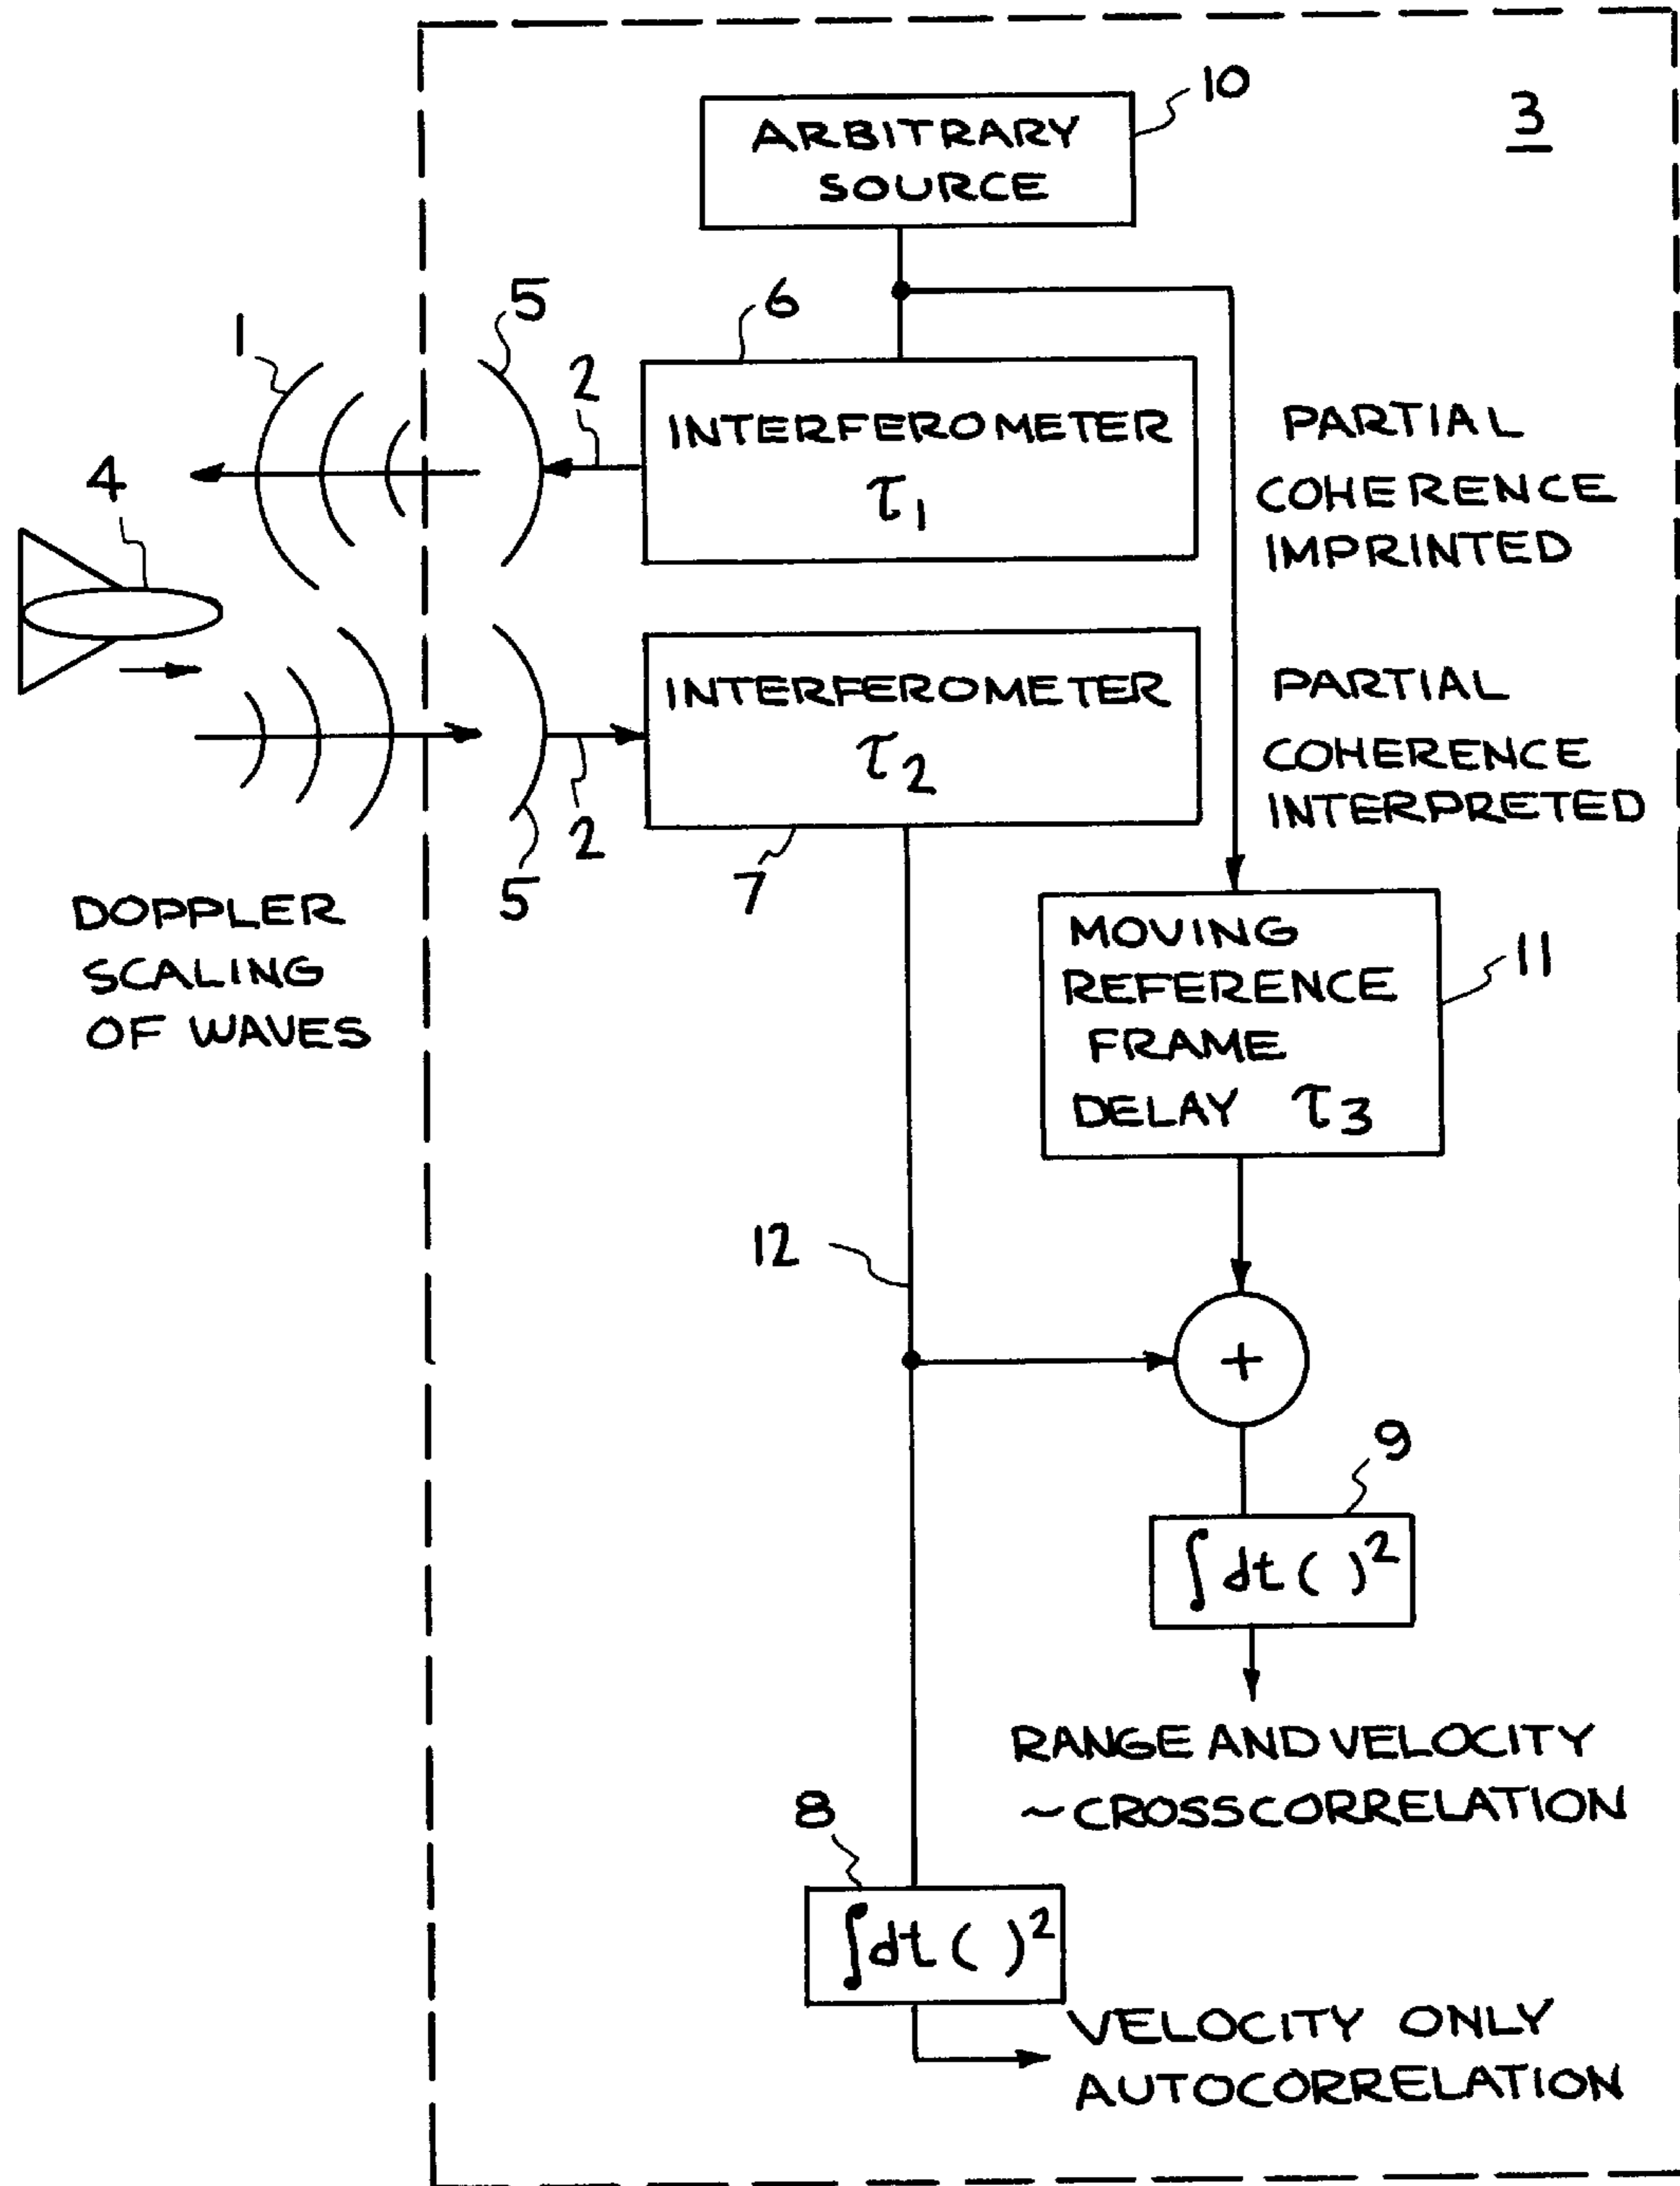 10
3
ARBITRARY
SOURCE
5
6
1
2
INTERFEROMETER
τ1
PARTIAL
COHERENCE
IMPRINTED
4
INTERFEROMETER
τ2
PARTIAL
COHERENCE
INTERPRETED
2
5
7
DOPPLER
SCALING
OF WAVES
MOVING
REFERENCE
FRAME
DELAY τ3
11
12
+
9
∫dt ( )²
RANGE AND VELOCITY
~CROSSCORRELATION
8
∫dt ( )²
VELOCITY ONLY
AUTOCORRELATION